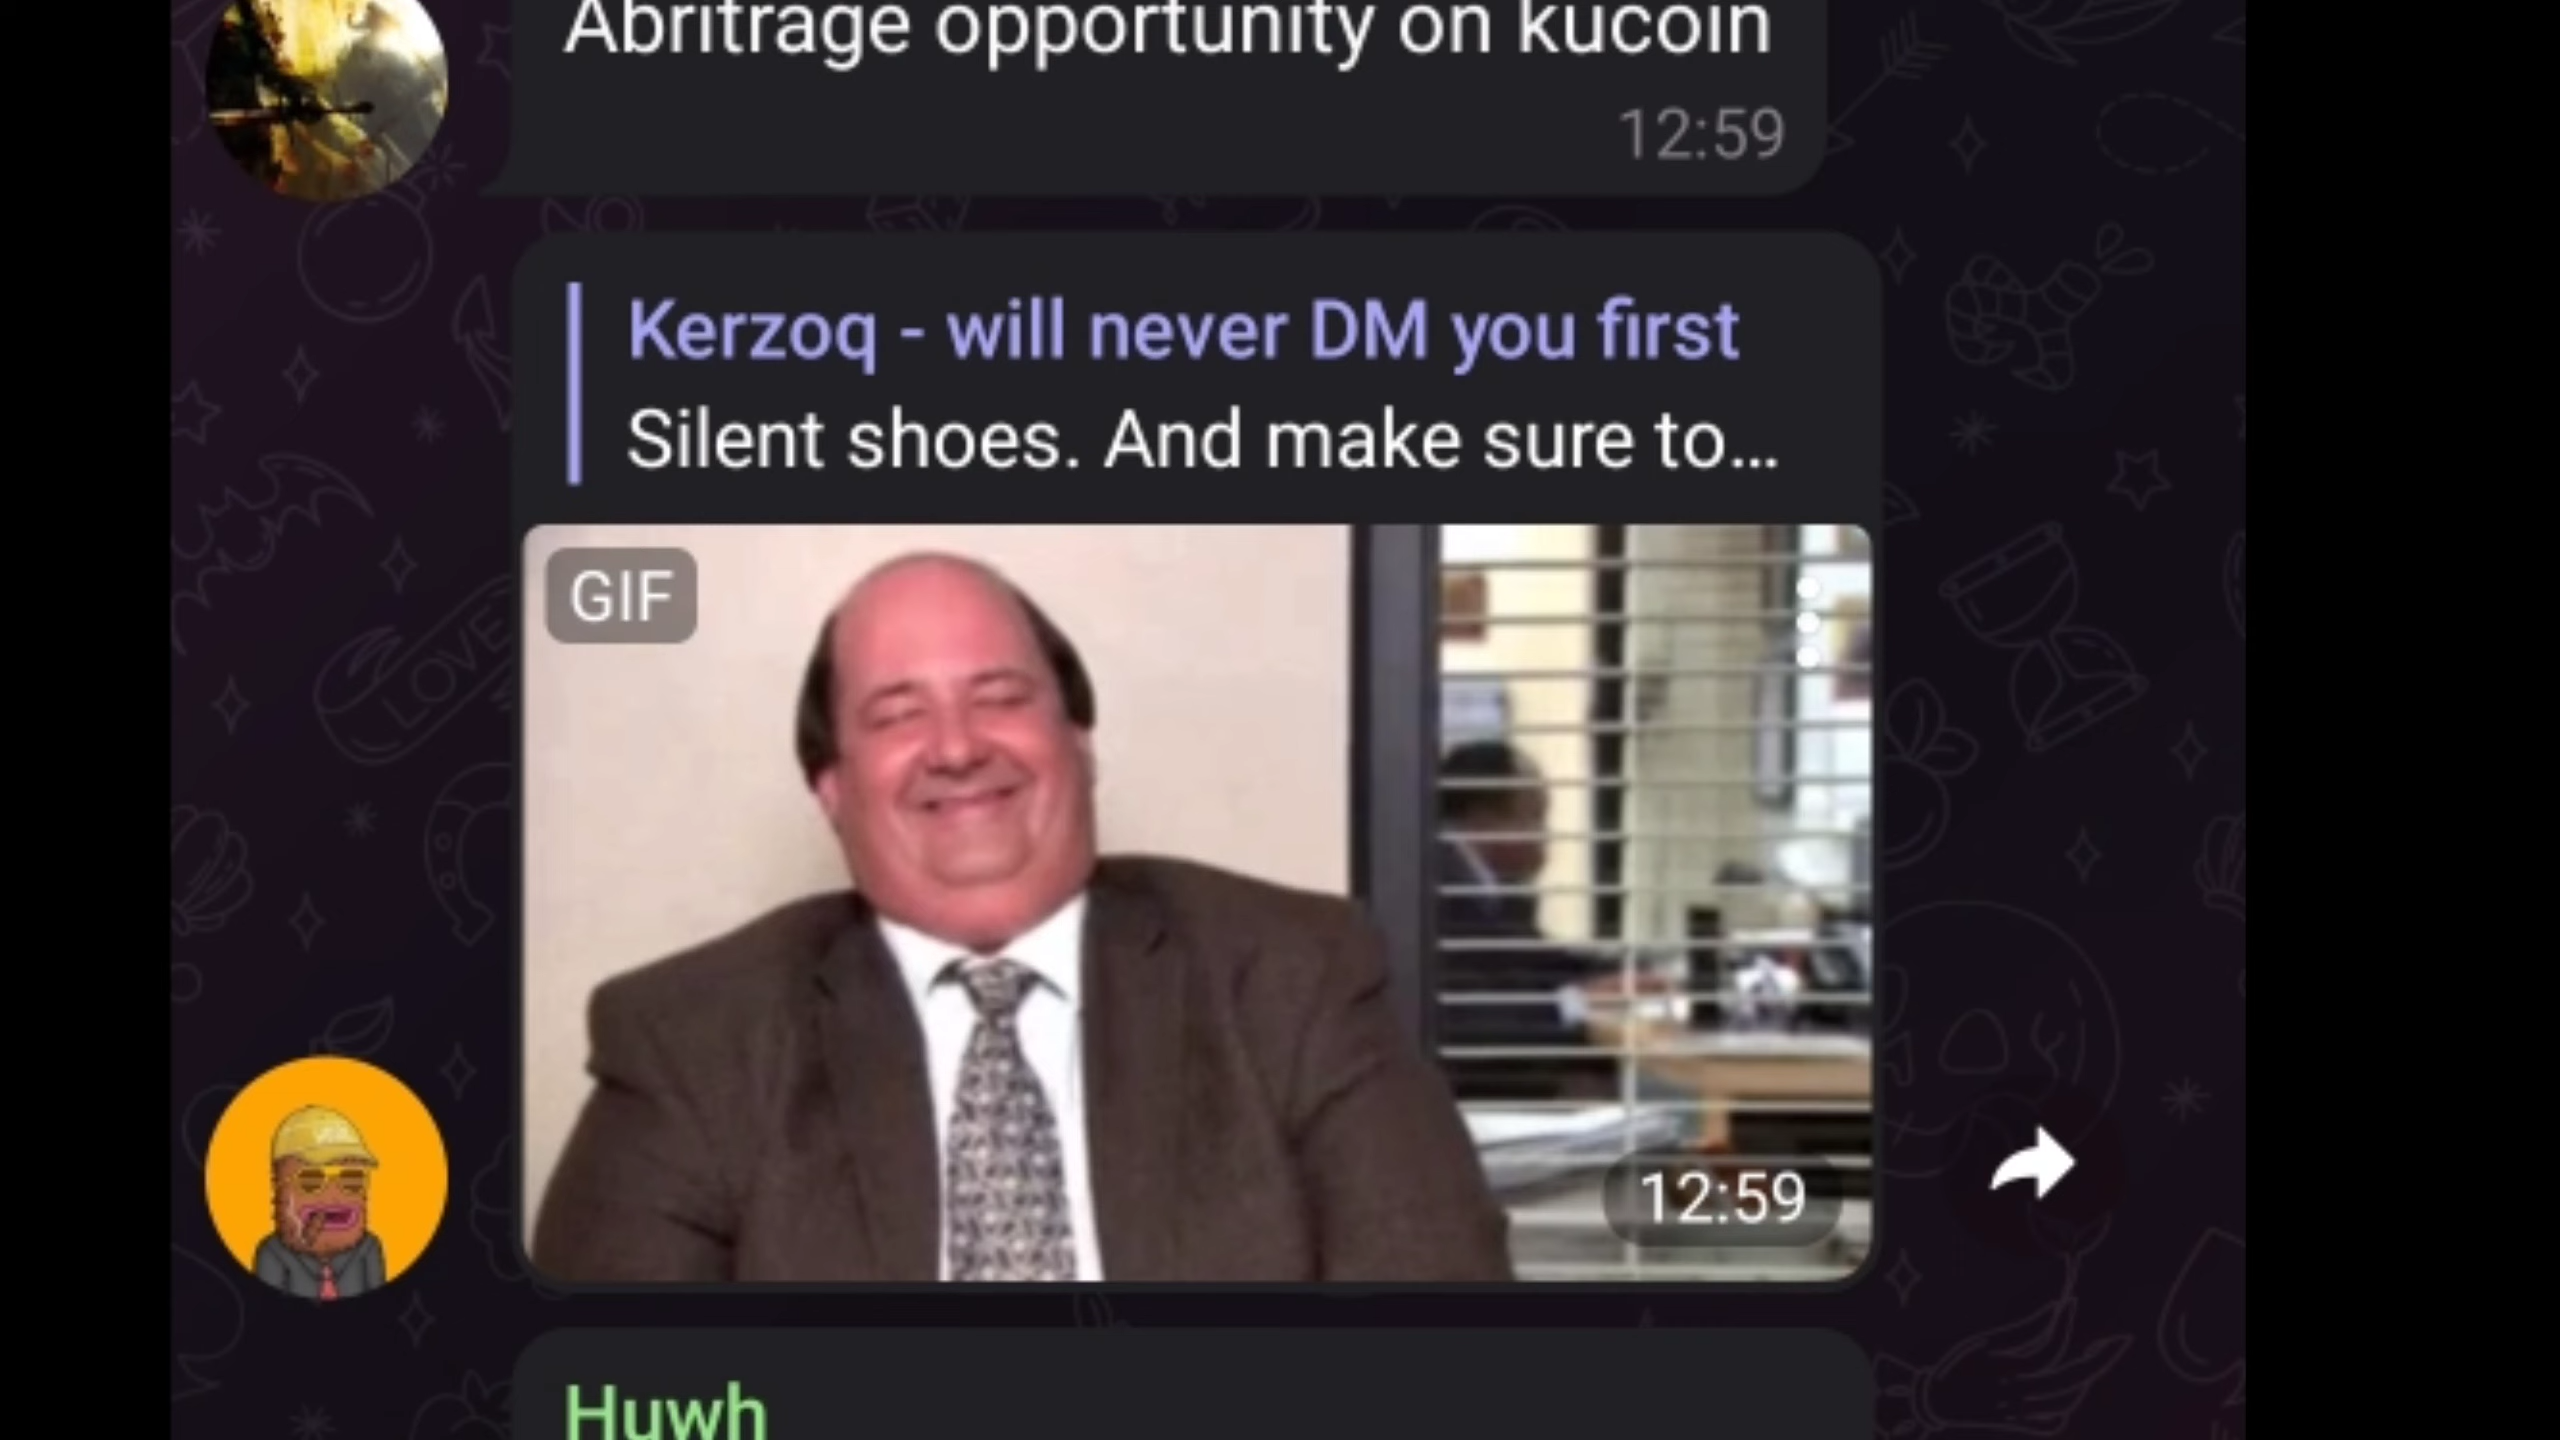 Abritrage opportunity on kucoin
12:59
Kerzoq - will never DM you first
Silent shoes. And make sure to...
GIF
LOVE
12:59
Huwh